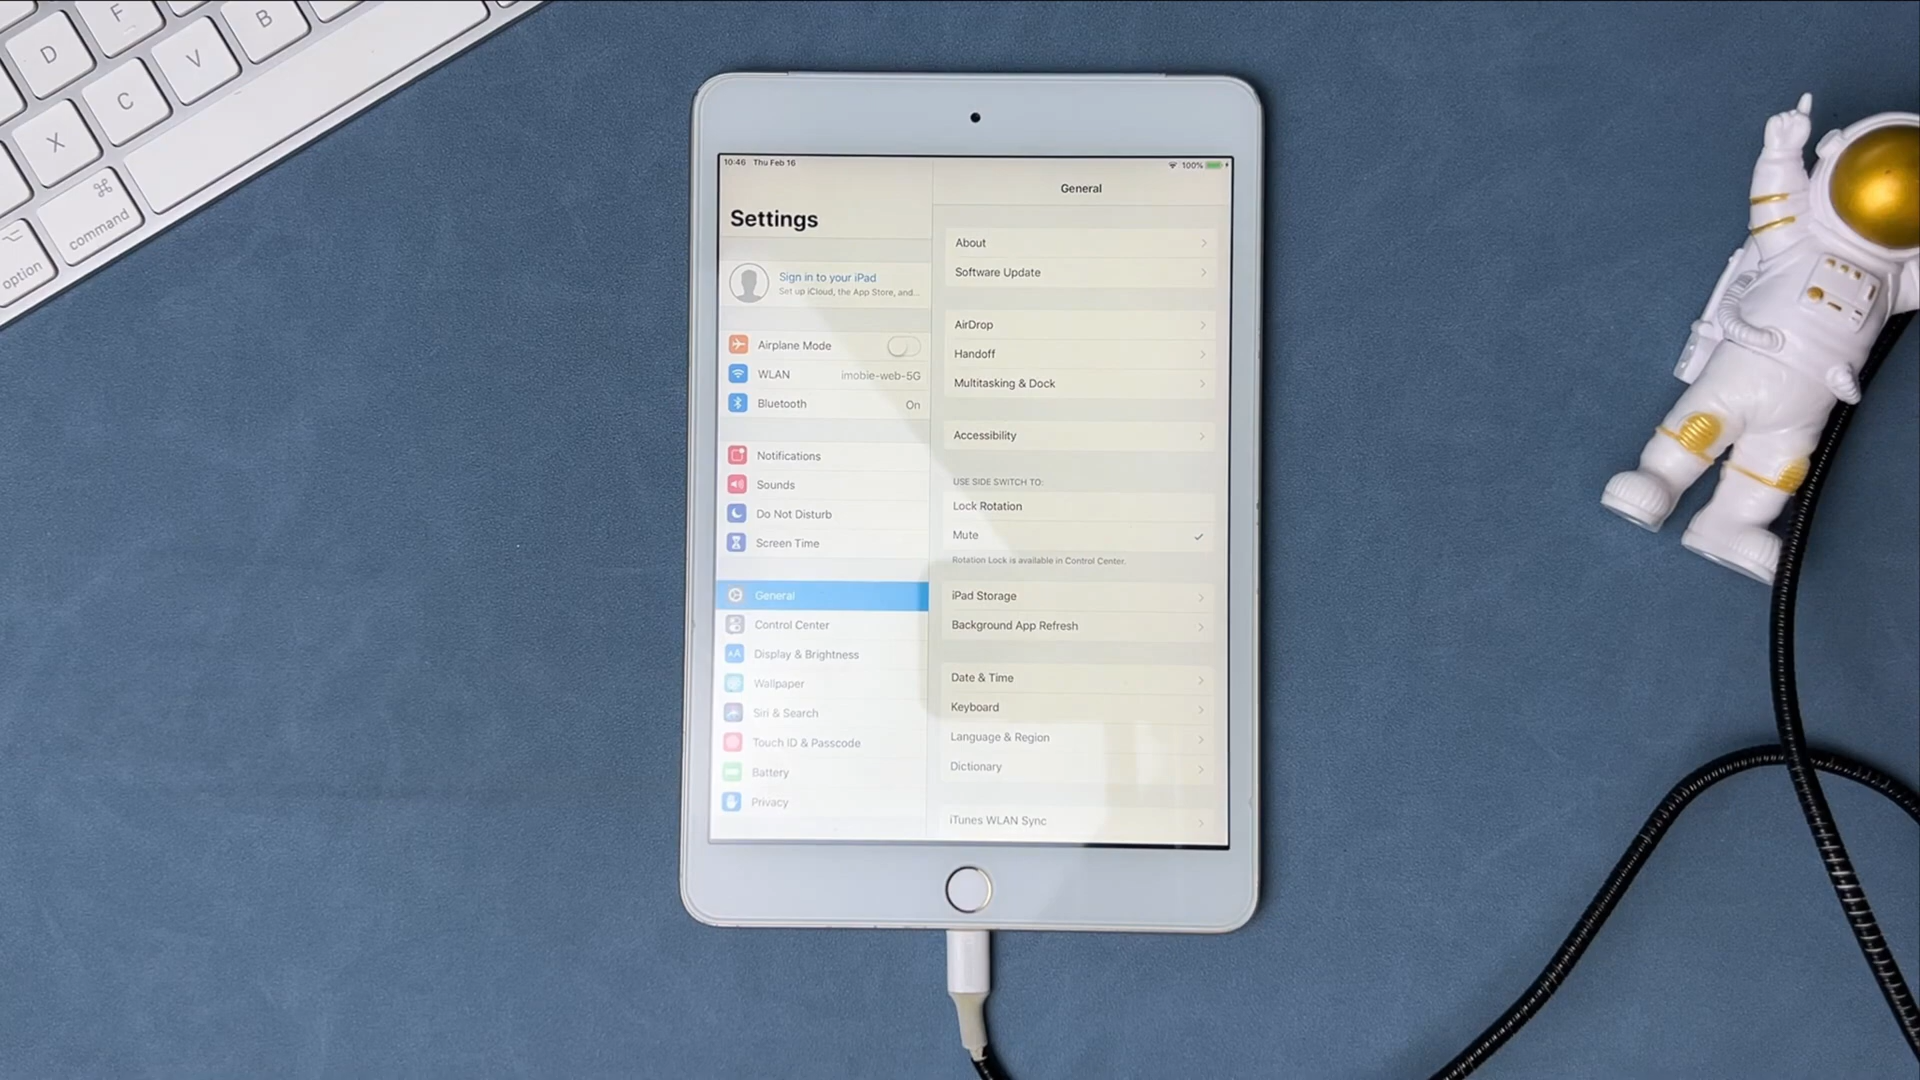 F
D
V
B
C
X
⌘
command
option
10:46 Thu Feb 16
100%
Settings
Sign in to your iPad
Set up iCloud, the App Store, and...
Airplane Mode
WLAN imobie-web-5G
Bluetooth On
Notifications
Sounds
Do Not Disturb
Screen Time
General
Control Center
AA Display & Brightness
Wallpaper
Siri & Search
Touch ID & Passcode
Battery
Privacy
General
About
Software Update
AirDrop
Handoff
Multitasking & Dock
Accessibility
USE SIDE SWITCH TO:
Lock Rotation
Mute
Rotation Lock is available in Control Center.
iPad Storage
Background App Refresh
Date & Time
Keyboard
Language & Region
Dictionary
iTunes WLAN Sync